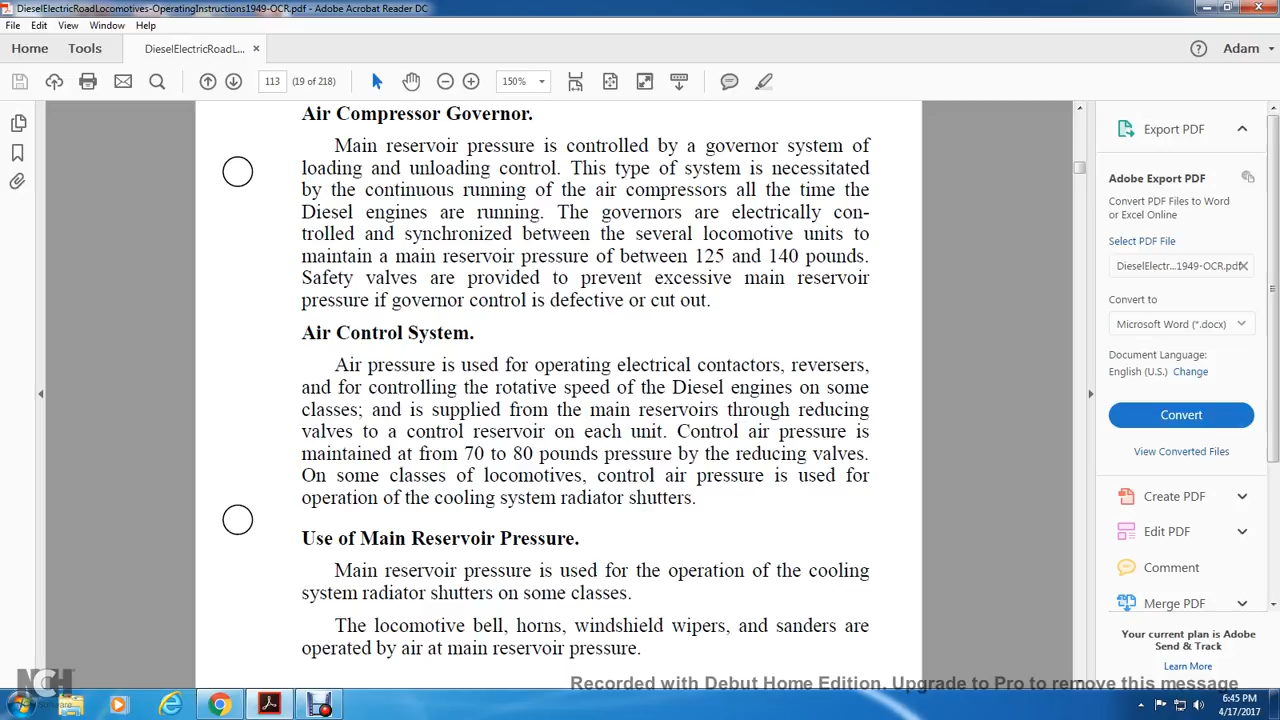 DieselElectricRoadLocomotives-OperatingInstructions1949-OCR.pdf - Adobe Acrobat Reader DC
File Edit View Window Help
Home Tools DieselElectricRoadL... × Adam
113 (19 of 218) 150%
Air Compressor Governor.
Main reservoir pressure is controlled by a governor system of
loading and unloading control. This type of system is necessitated
by the continuous running of the air compressors all the time the
Diesel engines are running. The governors are electrically con-
trolled and synchronized between the several locomotive units to
maintain a main reservoir pressure of between 125 and 140 pounds.
Safety valves are provided to prevent excessive main reservoir
pressure if governor control is defective or cut out.
Air Control System.
Air pressure is used for operating electrical contactors, reversers,
and for controlling the rotative speed of the Diesel engines on some
classes; and is supplied from the main reservoirs through reducing
valves to a control reservoir on each unit. Control air pressure is
maintained at from 70 to 80 pounds pressure by the reducing valves.
On some classes of locomotives, control air pressure is used for
operation of the cooling system radiator shutters.
Use of Main Reservoir Pressure.
Main reservoir pressure is used for the operation of the cooling
system radiator shutters on some classes.
The locomotive bell, horns, windshield wipers, and sanders are
operated by air at main reservoir pressure.
Export PDF
Adobe Export PDF
Convert PDF Files to Word
or Excel Online
Select PDF File
DieselElectr...1949-OCR.pdf
Convert to
Microsoft Word (*.docx)
Document Language:
English (U.S.) Change
Convert
View Converted Files
Create PDF
Edit PDF
Comment
Merge PDF
Your current plan is Adobe
Send & Track
Learn More
NCH Software
Recorded with Debut Home Edition. Upgrade to Pro to remove this message
6:45 PM
4/17/2017